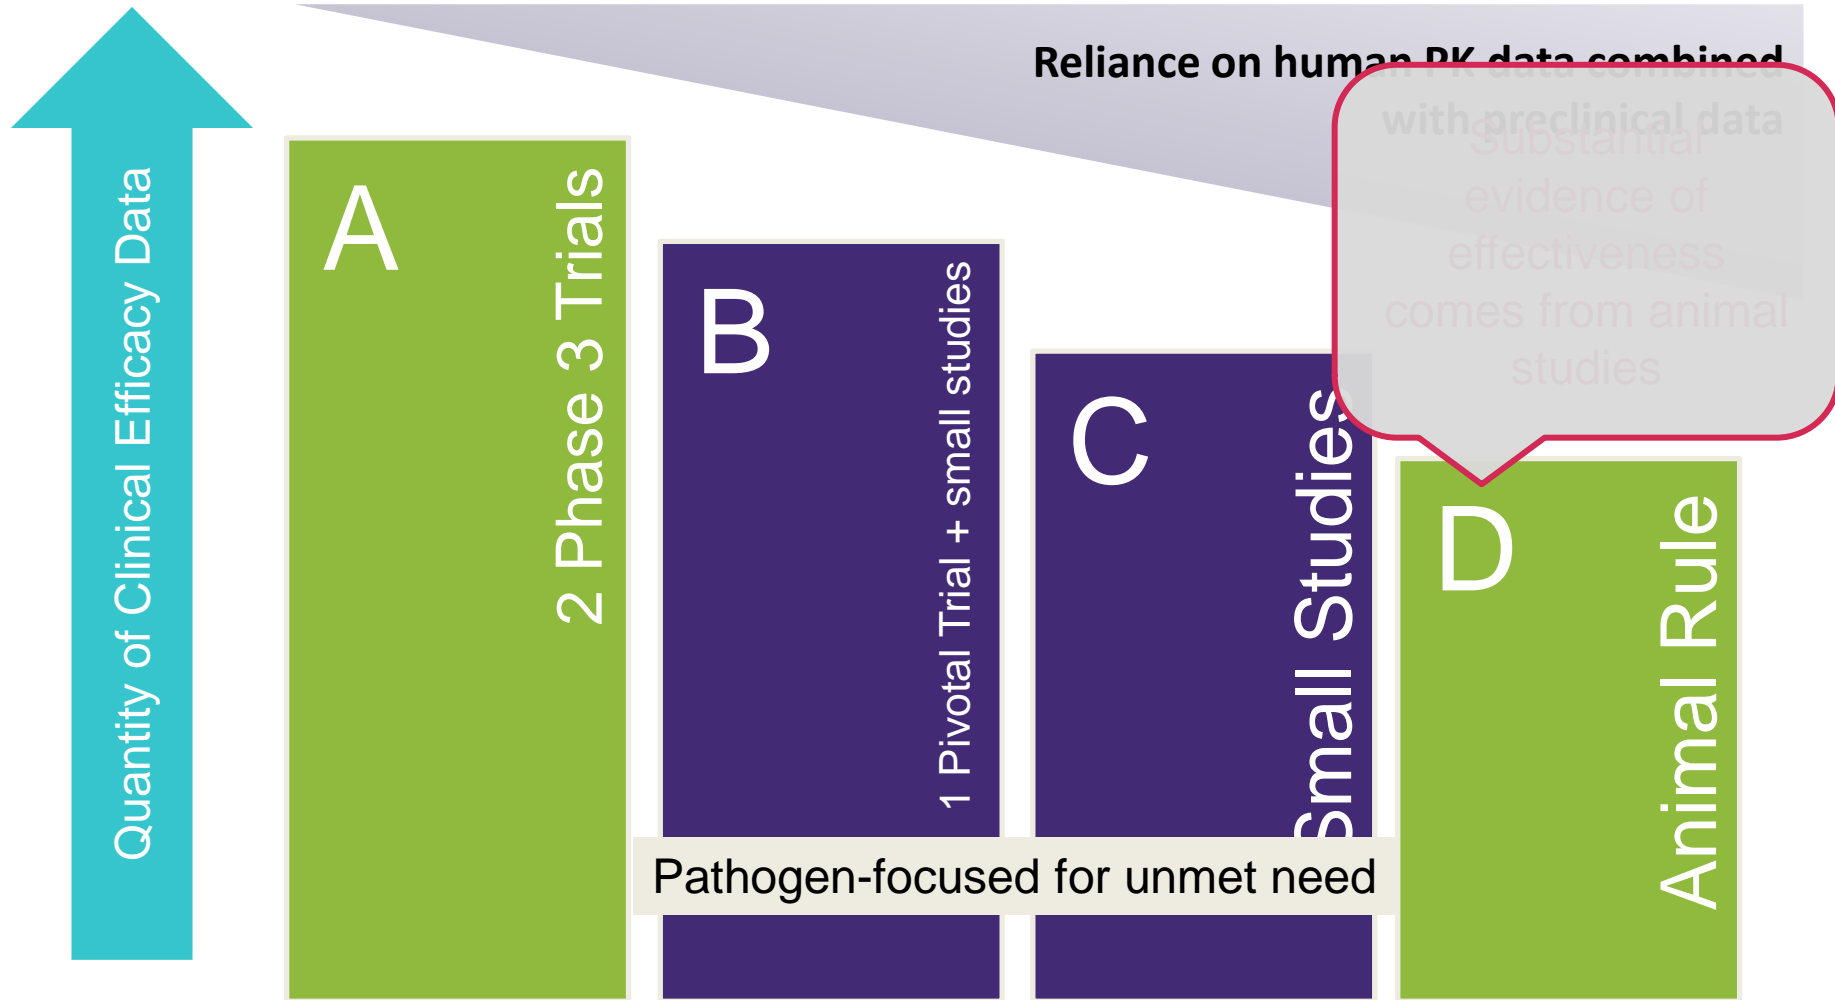 Reliance on human PK data combined
with preclinical data
Quantity of Clinical Efficacy Data
A
2 Phase 3 Trials
B
1 Pivotal Trial + small studies
C
Small Studies
Substantial
evidence of
effectiveness
comes from animal
studies
D
Animal Rule
Pathogen-focused for unmet need